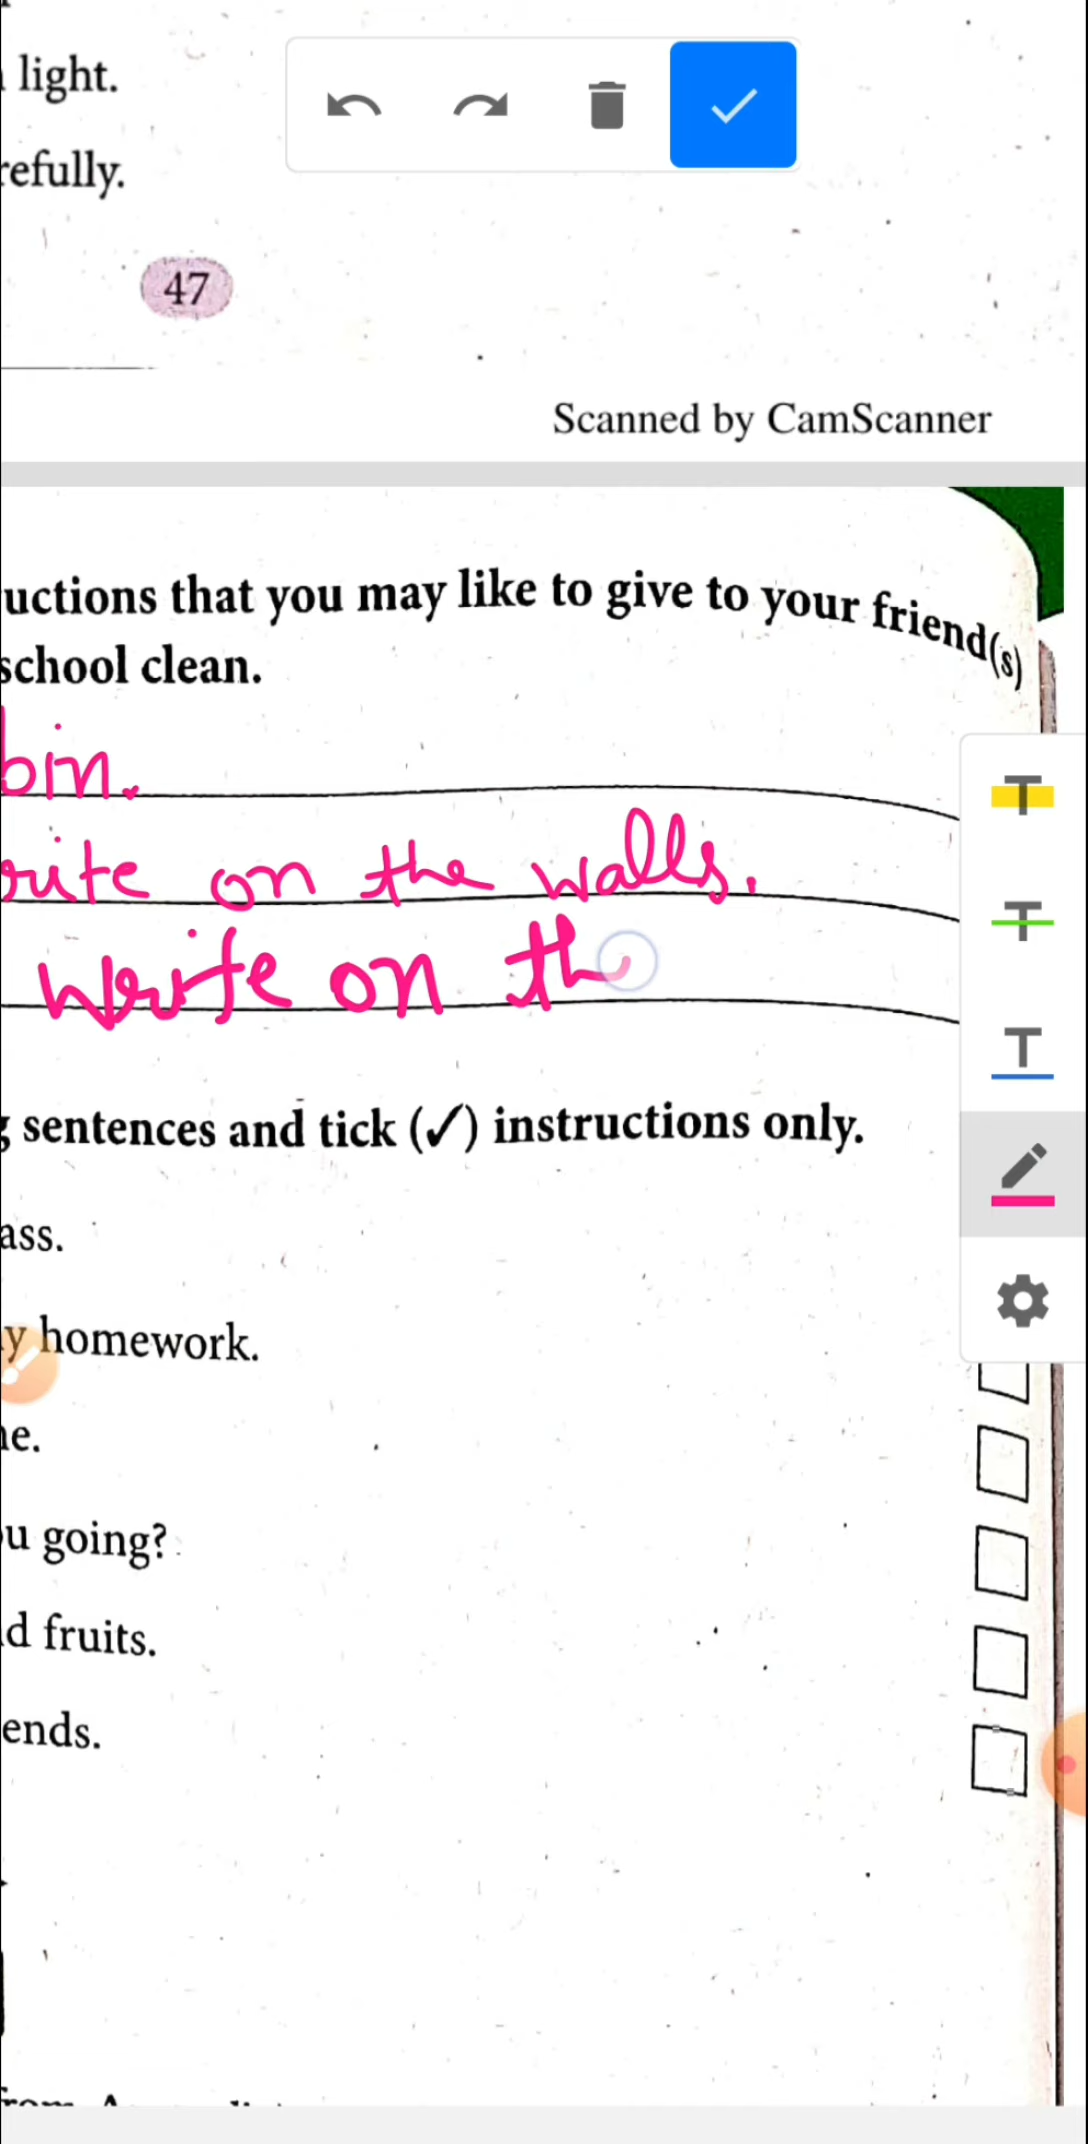 light.
refully.
47
Scanned by CamScanner
uctions that you may like to give to your friend(s)
school clean.
bin.
rite on the walls.
write on th
sentences and tick (✓) instructions only.
ass.
y homework.
e.
u going?
d fruits.
ends.